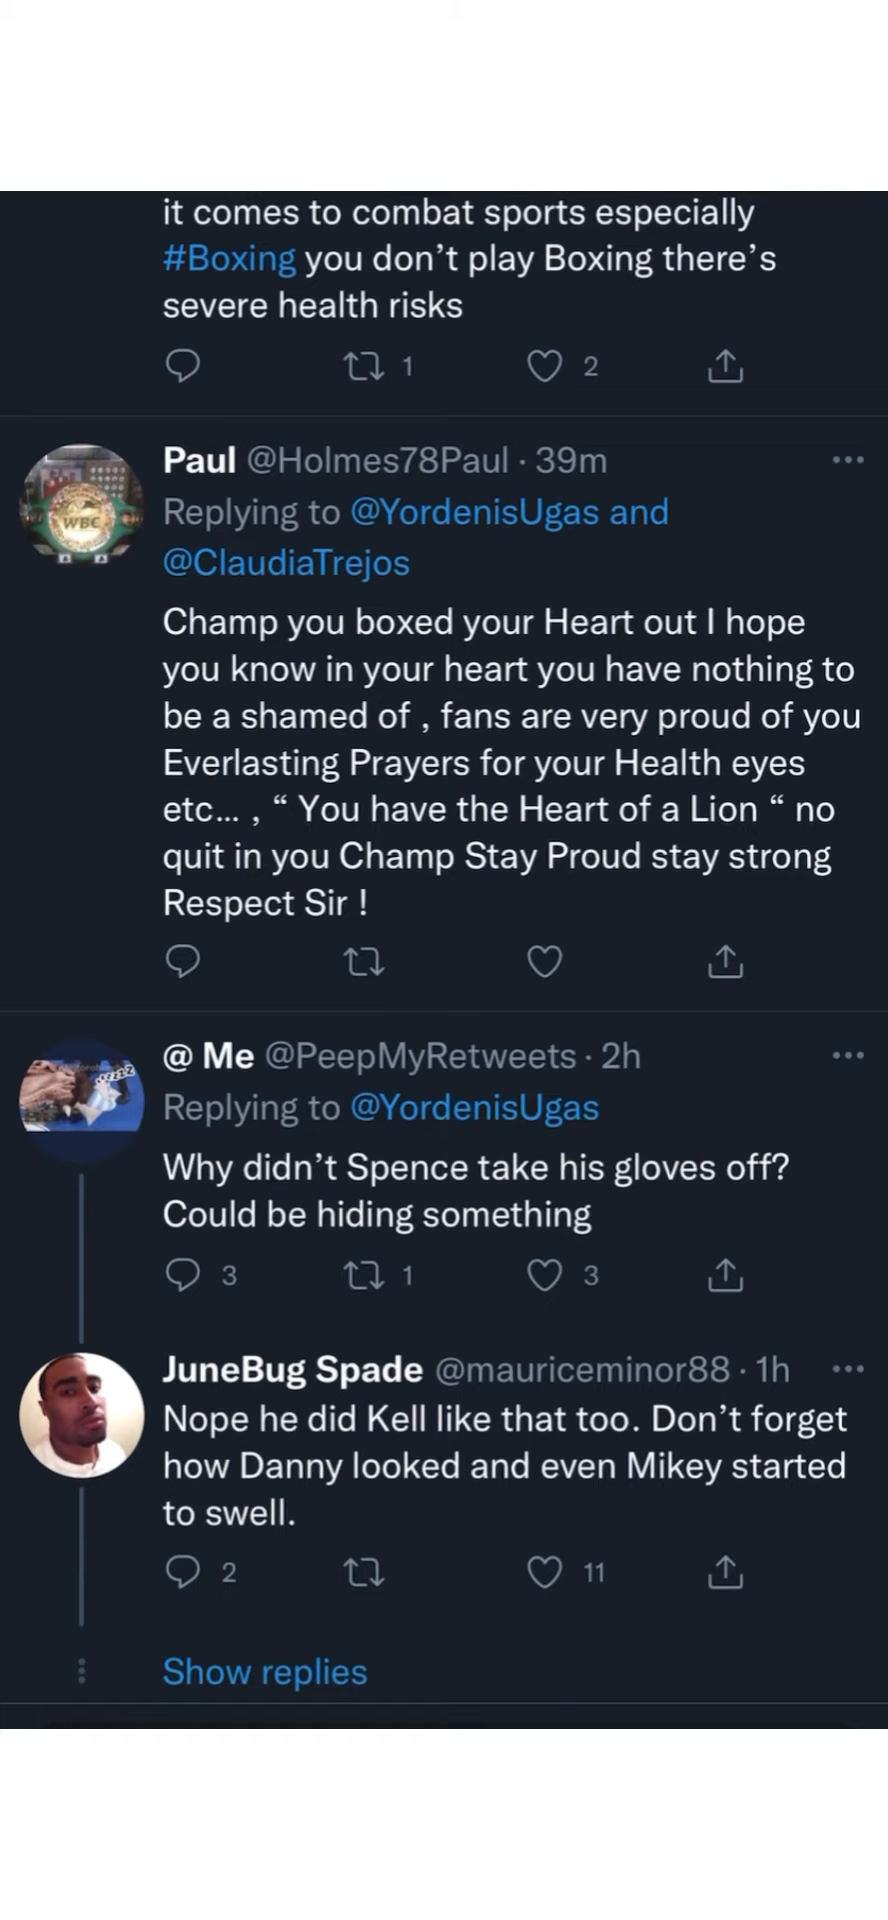 it comes to combat sports especially
#Boxing you don’t play Boxing there’s
severe health risks
1 2
Paul @Holmes78Paul · 39m
Replying to @YordenisUgas and
@ClaudiaTrejos
WBC
Champ you boxed your Heart out I hope
you know in your heart you have nothing to
be a shamed of , fans are very proud of you
Everlasting Prayers for your Health eyes
etc... , “ You have the Heart of a Lion “ no
quit in you Champ Stay Proud stay strong
Respect Sir !
@ Me @PeepMyRetweets · 2h
Replying to @YordenisUgas
Why didn’t Spence take his gloves off?
Could be hiding something
3 1 3
JuneBug Spade @mauriceminor88 · 1h
Nope he did Kell like that too. Don’t forget
how Danny looked and even Mikey started
to swell.
2 11
Show replies